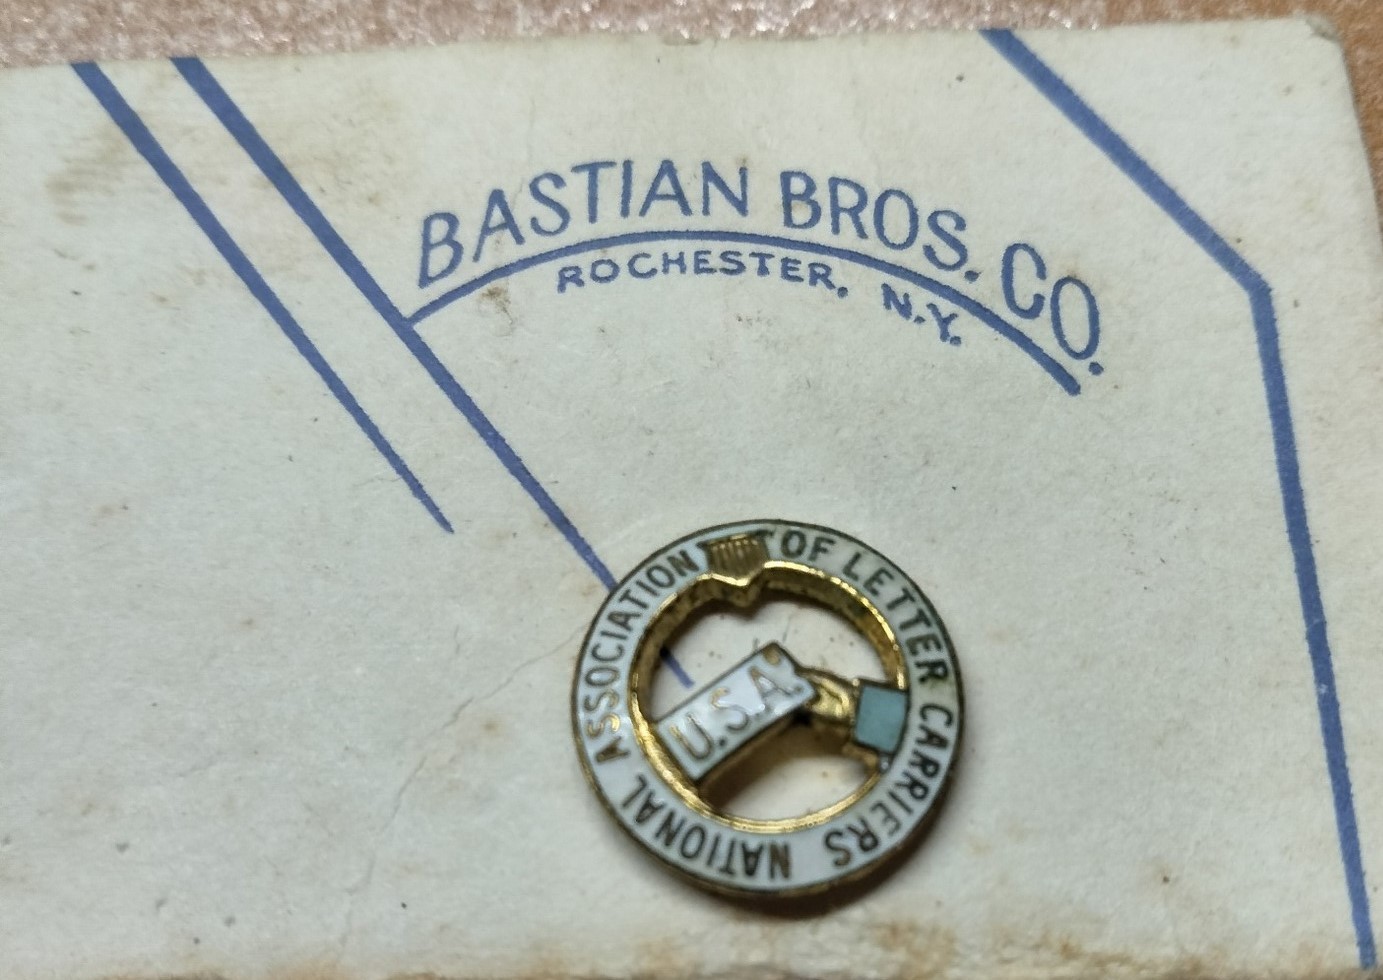 BASTIAN BROS. CO.
ROCHESTER, N.Y.
NATIONAL ASSOCIATION OF LETTER CARRIERS
U.S.A.